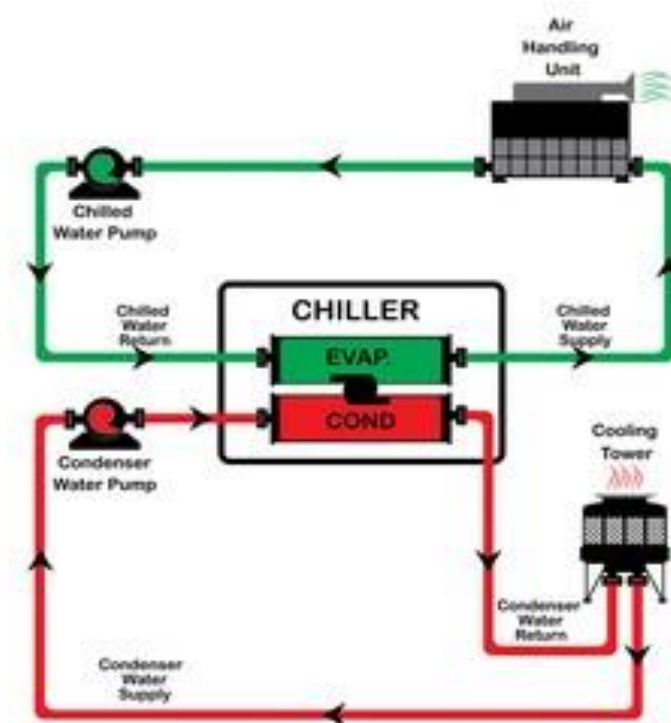 Air
Handling
Unit
Chilled
Water Pump
Chilled
Water
Return
CHILLER
Chilled
Water
Supply
EVAP.
COND
Condenser
Water Pump
Cooling
Tower
Condenser
Water
Return
Condenser
Water
Supply